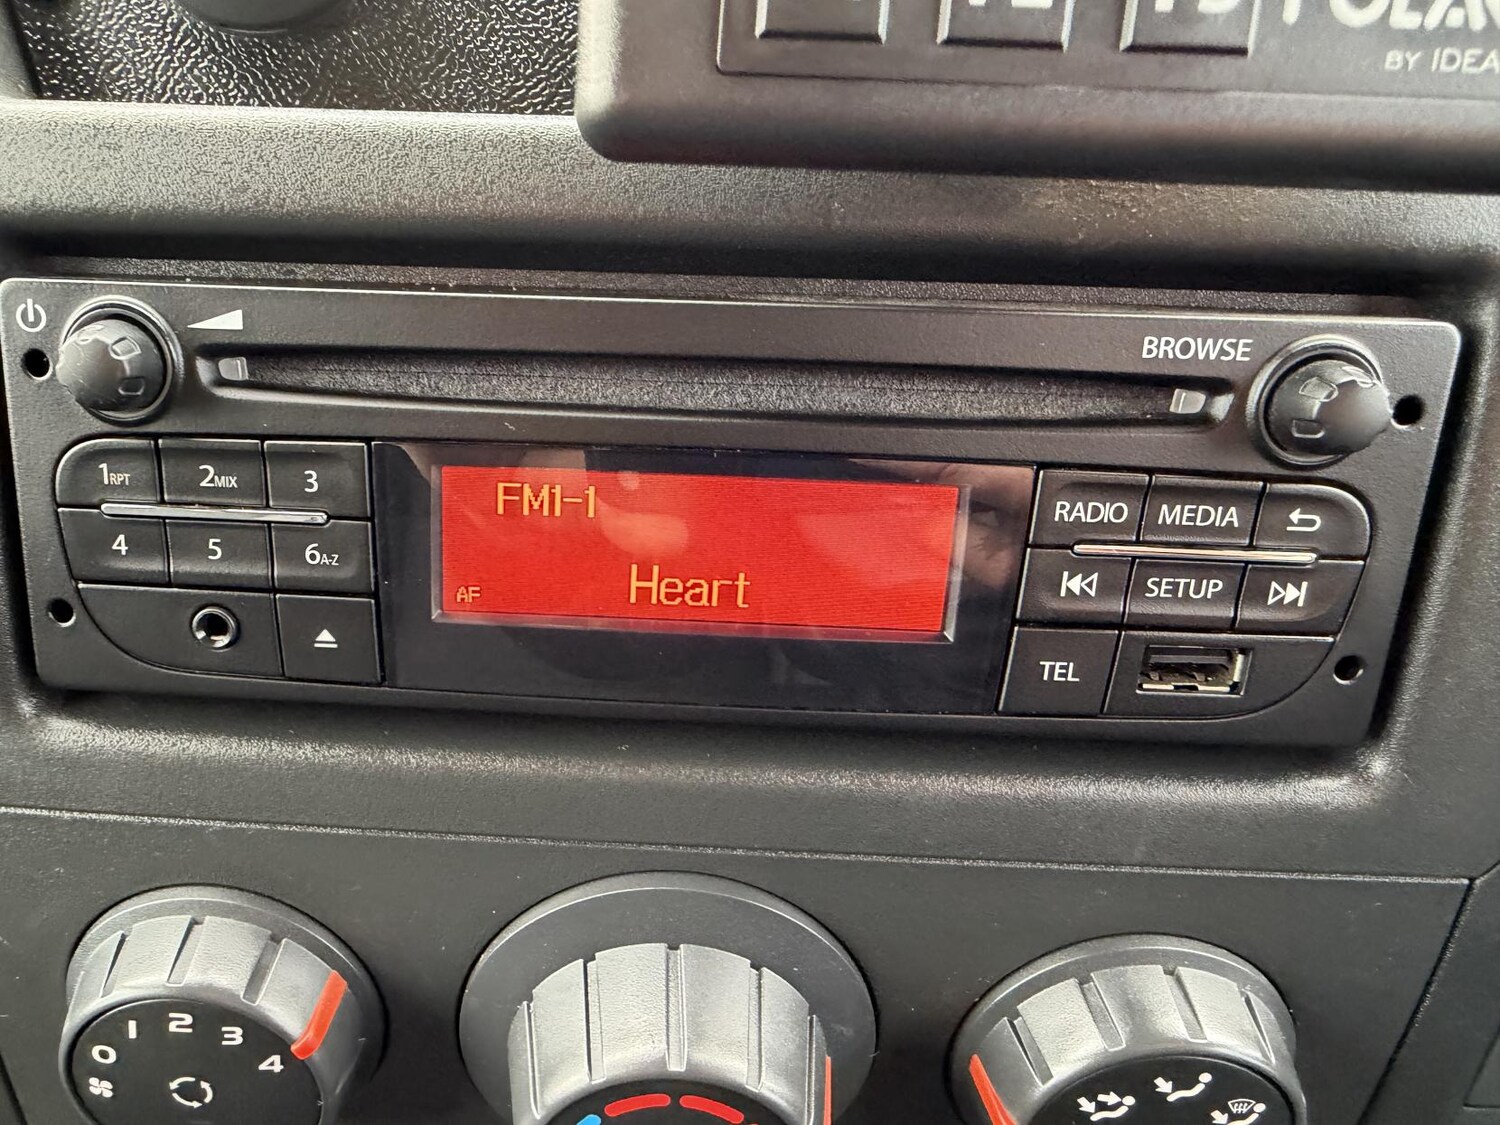 BY IDEA
BROWSE
1RPT 2MIX 3
4 5 6A-Z
FM1-1
AF Heart
RADIO MEDIA
SETUP
TEL
0 1 2 3 4